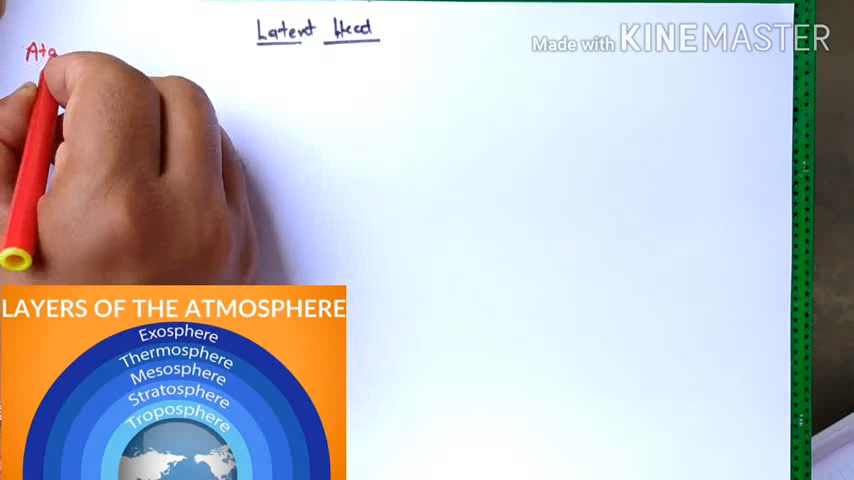 Latent Heat
Made with KINEMASTER
LAYERS OF THE ATMOSPHERE
Exosphere
Thermosphere
Mesosphere
Stratosphere
Troposphere